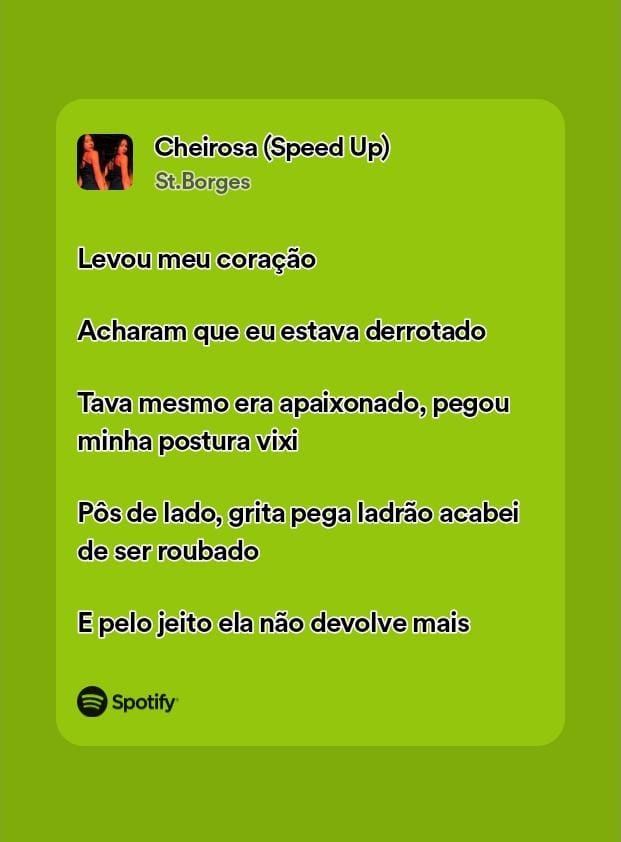 Cheirosa (Speed Up)
St.Borges
Levou meu coração
Acharam que eu estava derrotado
Tava mesmo era apaixonado, pegou
minha postura vixi
Pôs de lado, grita pega ladrão acabei
de ser roubado
E pelo jeito ela não devolve mais
Spotify